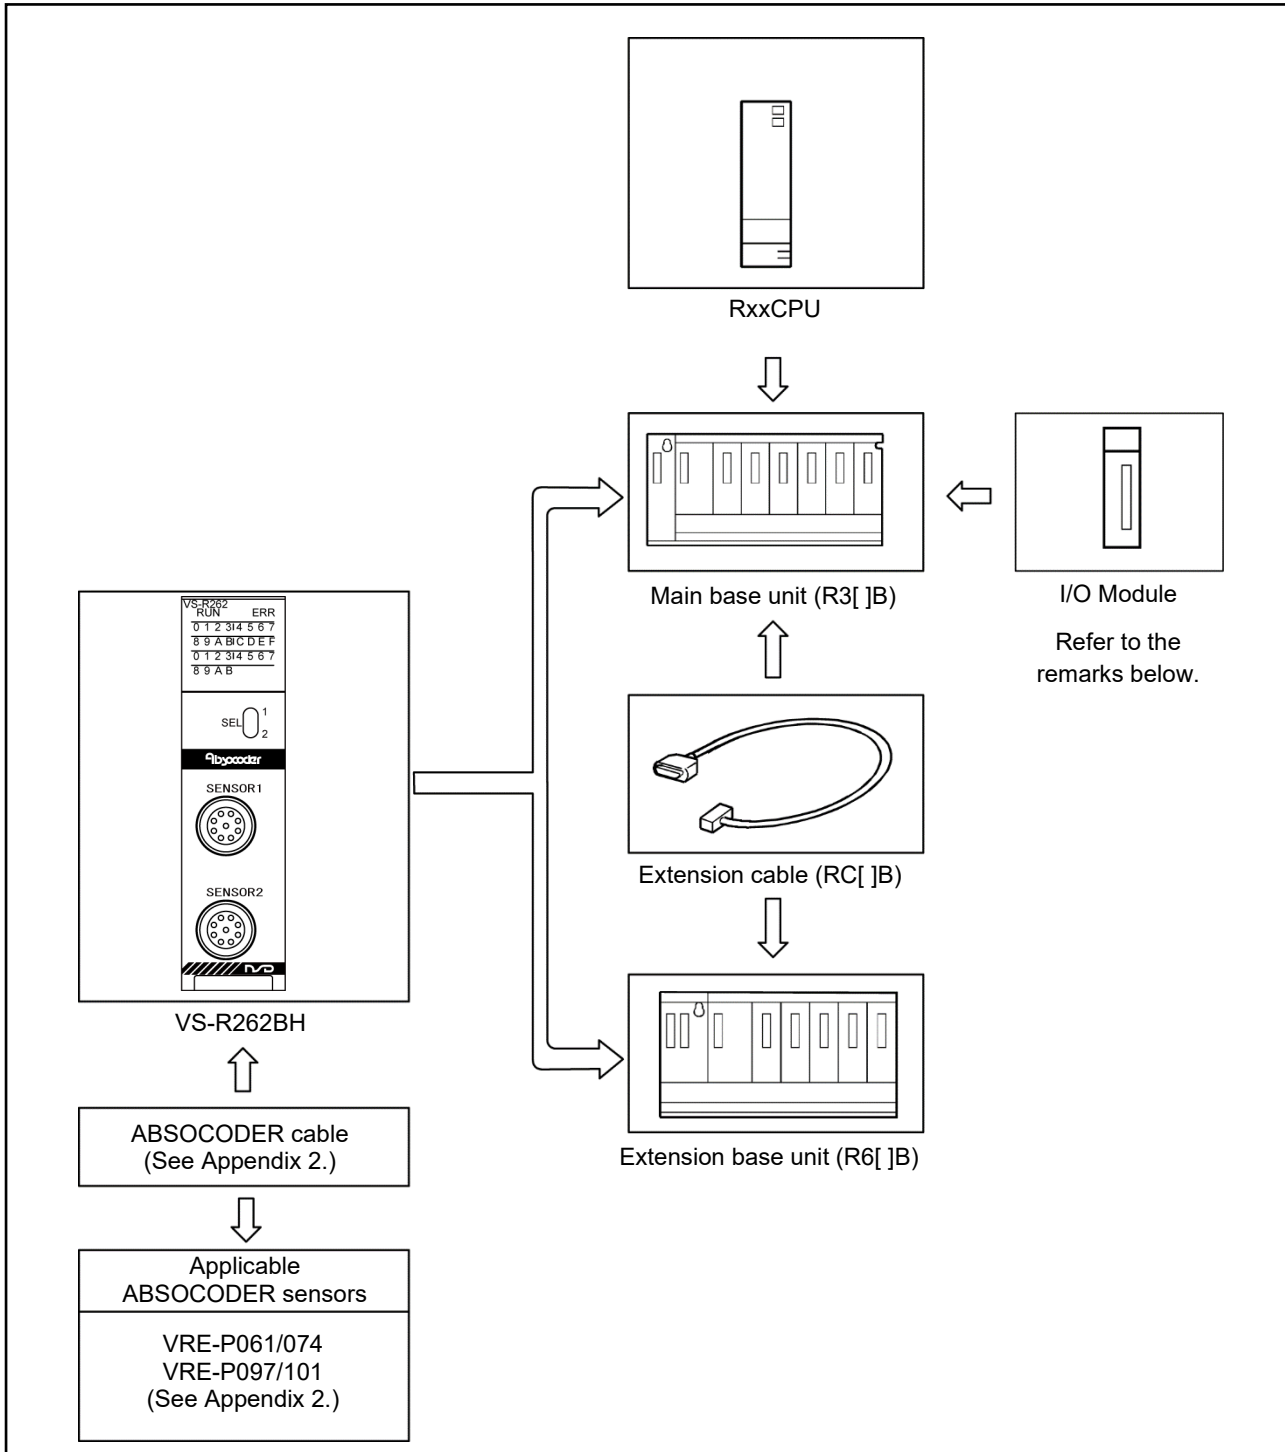 RxxCPU
Main base unit (R3[ ]B)
I/O Module
Refer to the
remarks below.
VS-R262
RUN ERR
0 1 2 3 4 5 6 7
8 9 A B C D E F
0 1 2 3 4 5 6 7
8 9 A B
SEL 1
2
Absocoder
SENSOR1
SENSOR2
NSD
VS-R262BH
Extension cable (RC[ ]B)
Extension base unit (R6[ ]B)
ABSOCODER cable
(See Appendix 2.)
Applicable
ABSOCODER sensors
VRE-P061/074
VRE-P097/101
(See Appendix 2.)